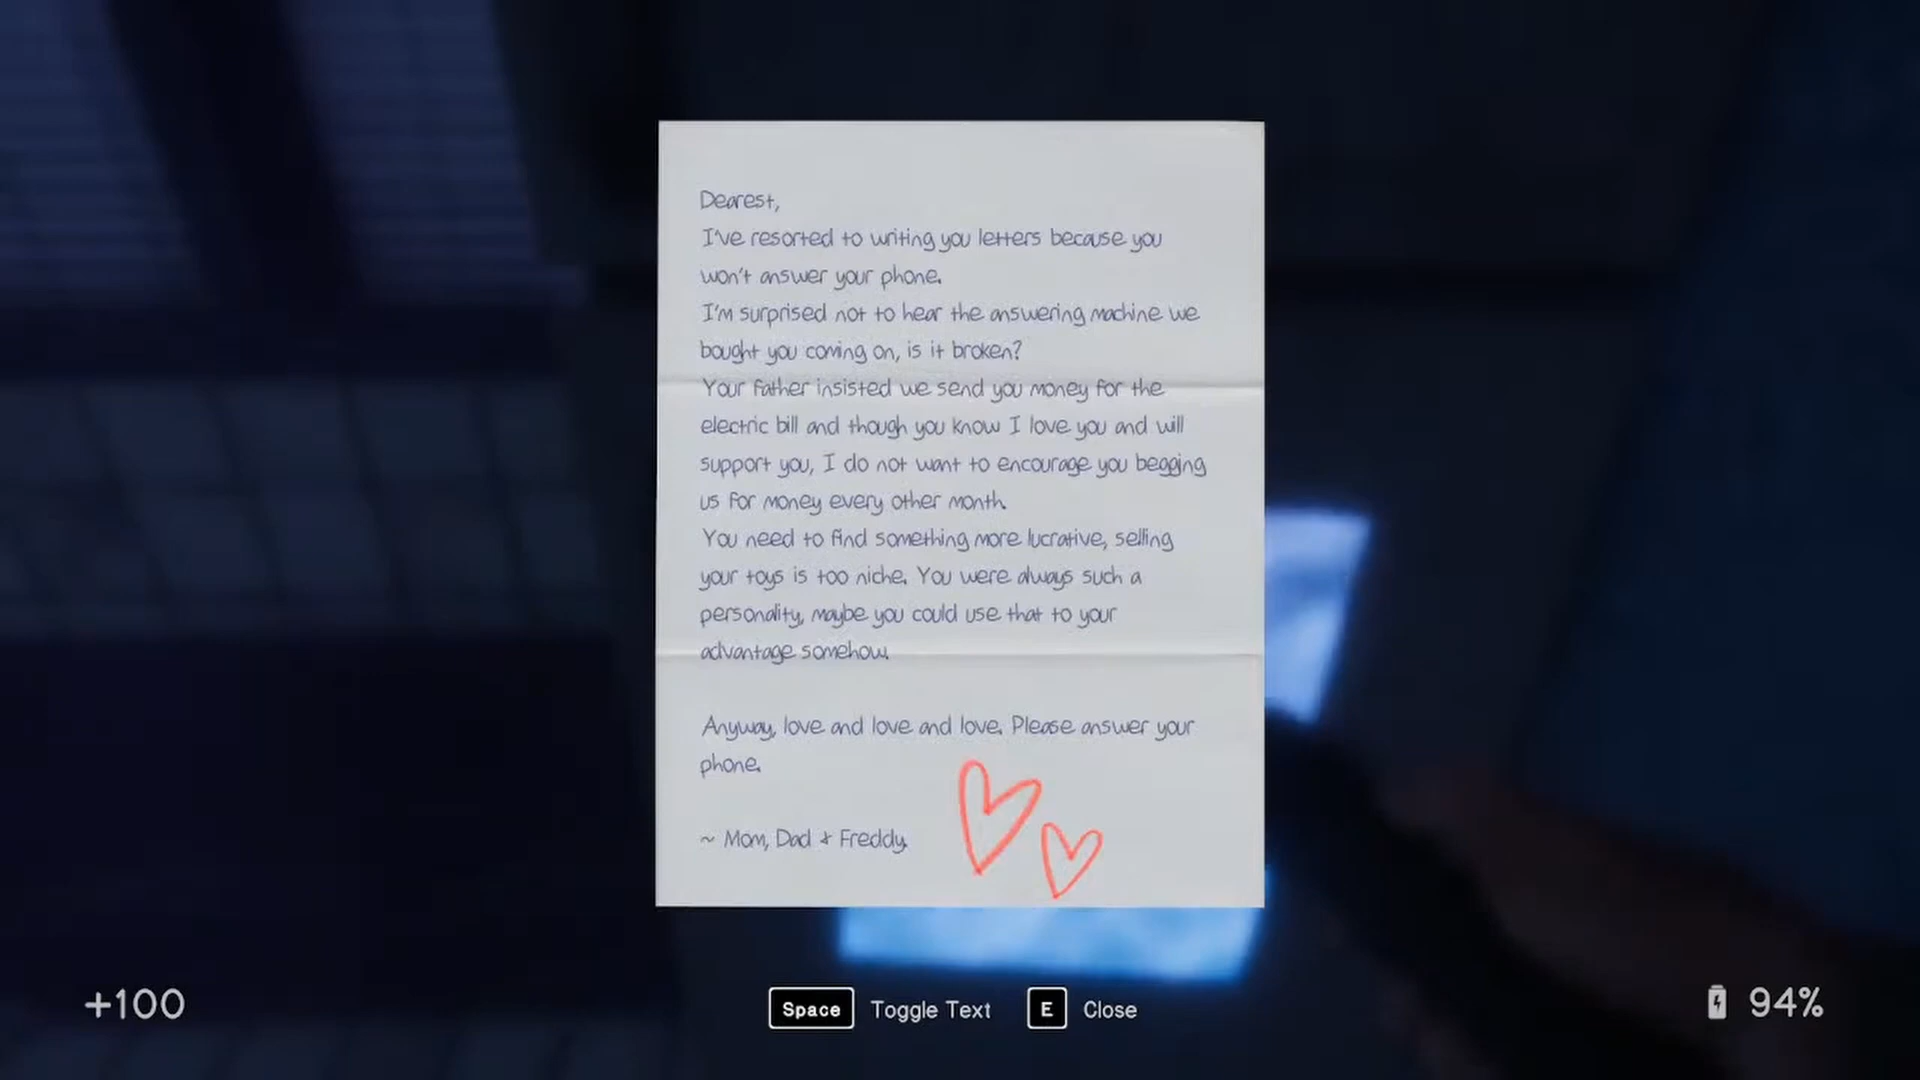 Dearest,
I've resorted to writing you letters because you
won't answer your phone.
I'm surprised not to hear the answering machine we
bought you coming on, is it broken?
Your father insisted we send you money for the
electric bill and though you know I love you and will
support you, I do not want to encourage you begging
us for money every other month.
You need to find something more lucrative, selling
your toys is too niche. You were always such a
personality, maybe you could use that to your
advantage somehow.
Anyway, love and love and love. Please answer your
phone.
~ Mom, Dad + Freddy.
+100
Space Toggle Text E Close
94%